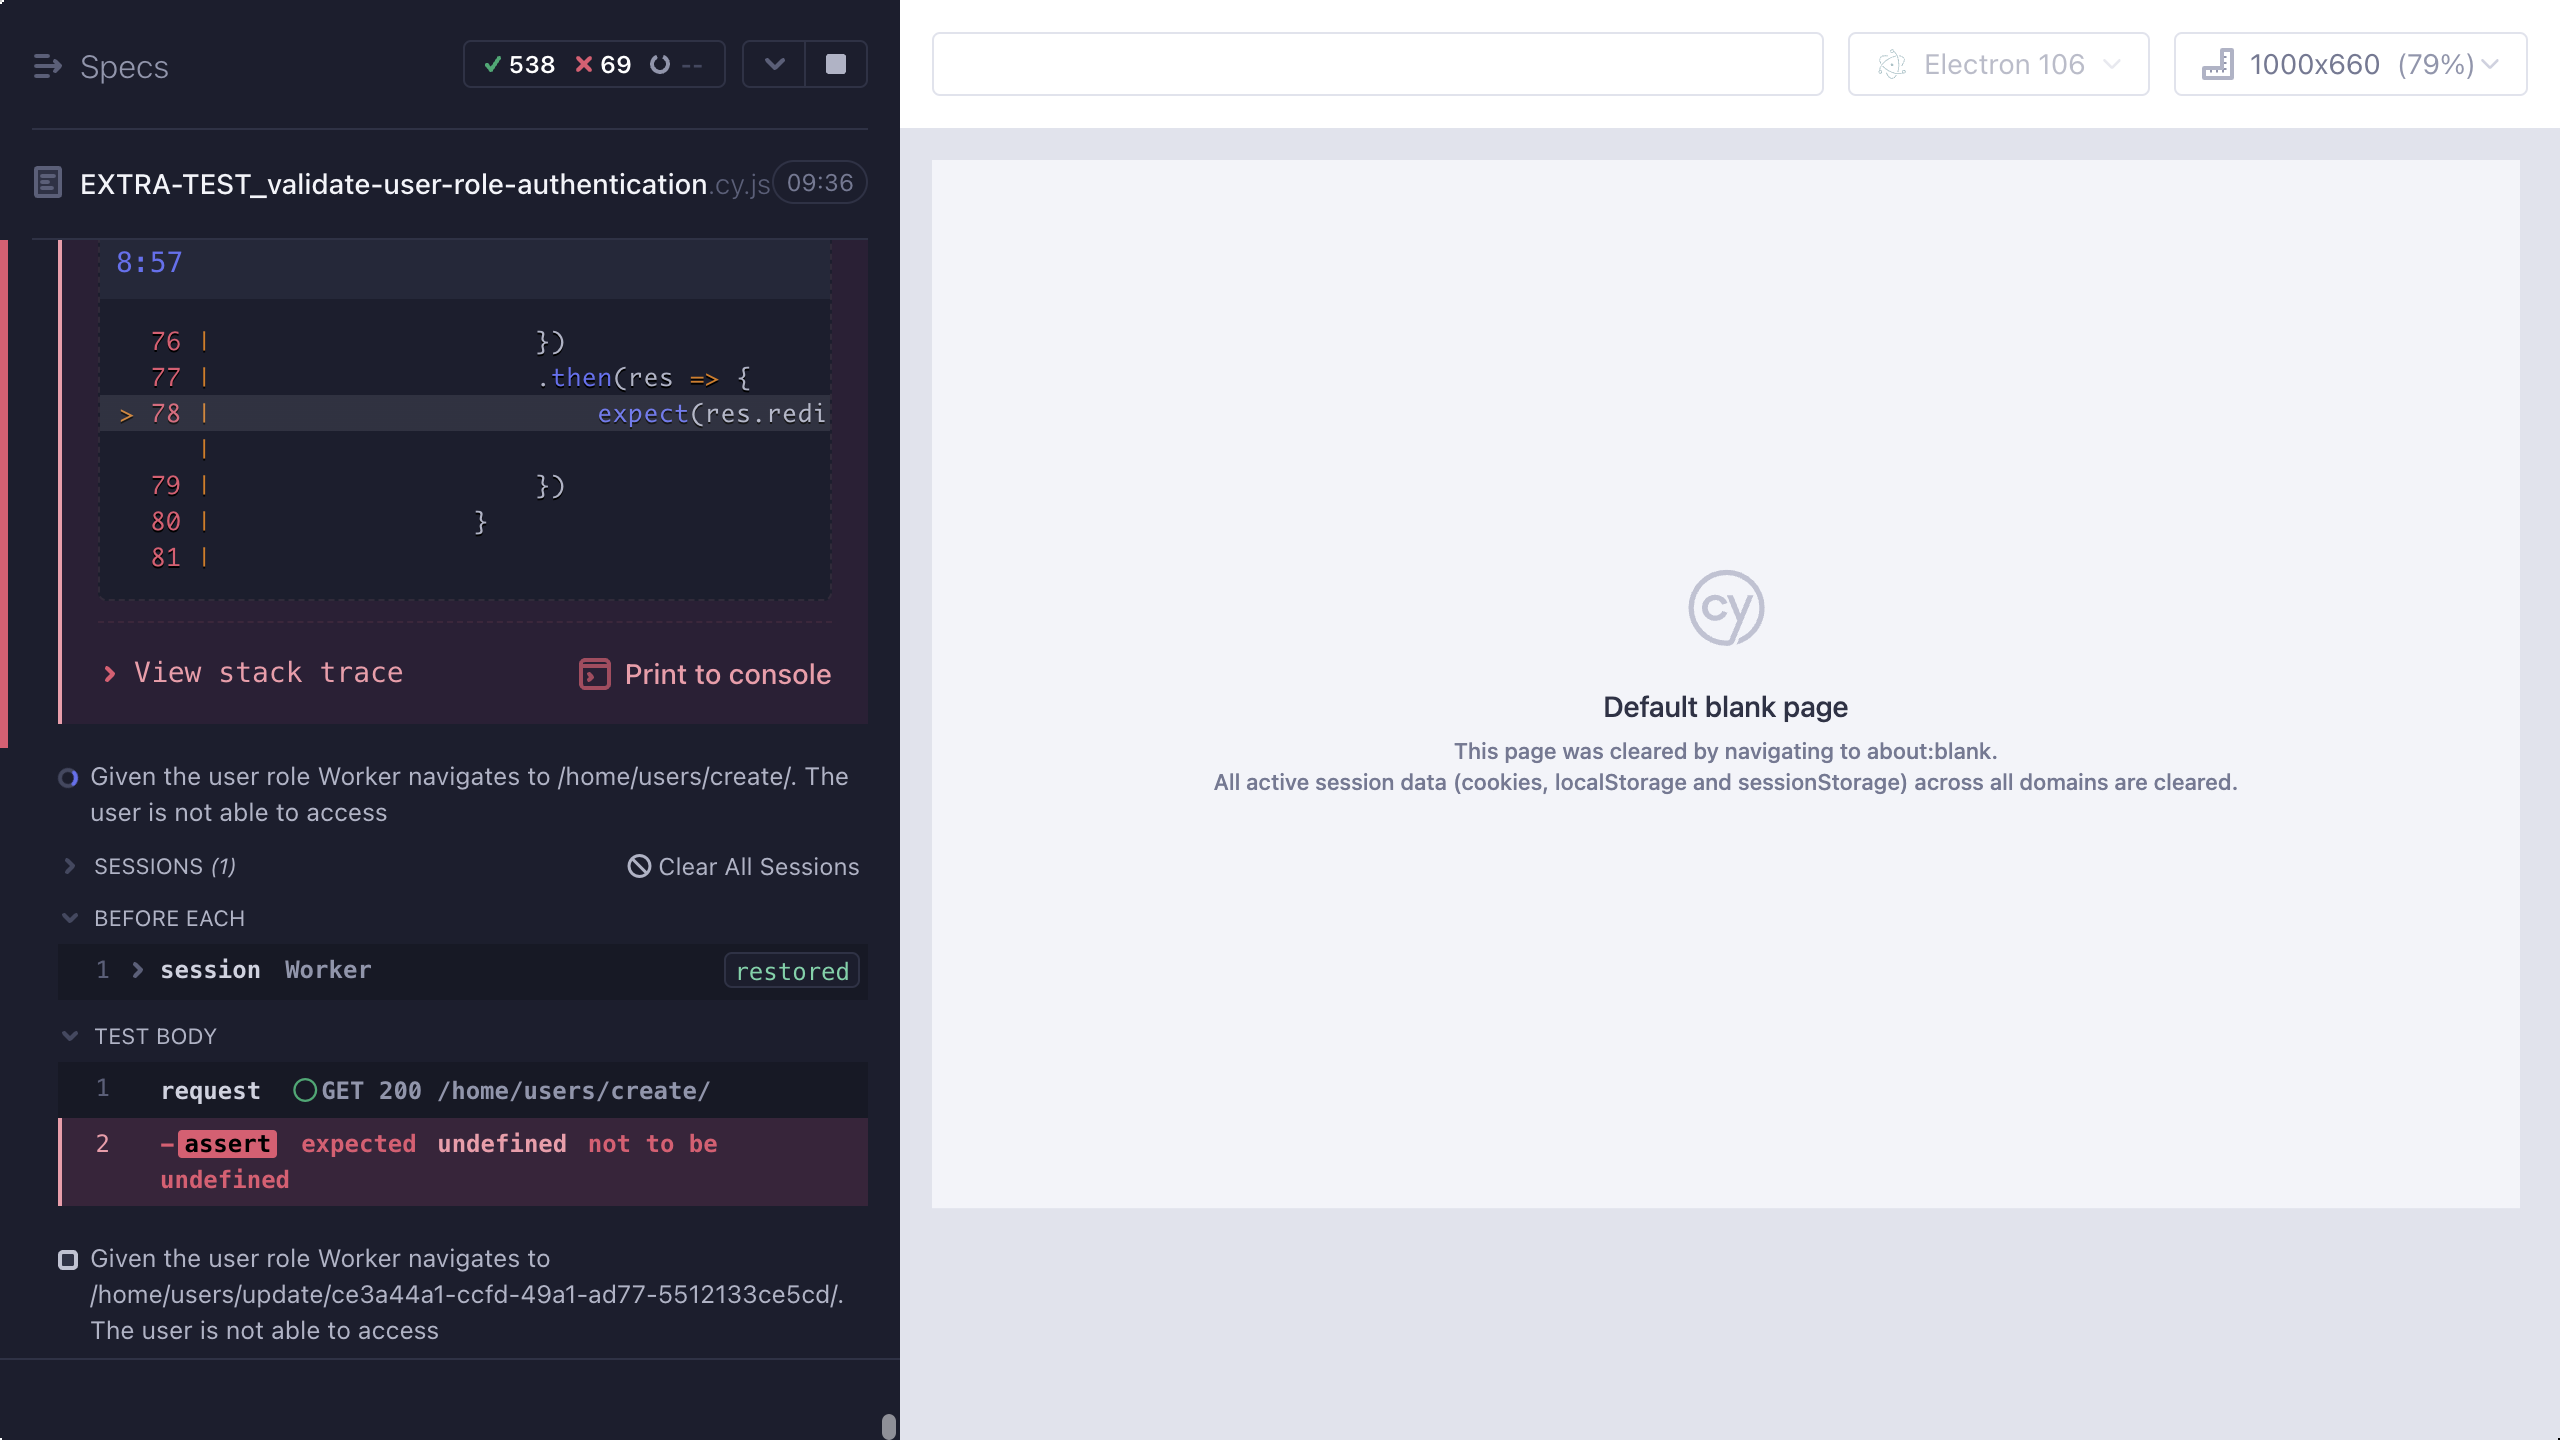 Specs
538 69 --
EXTRA-TEST_validate-user-role-authentication.cy.js 09:36
8:57
76 | })
77 | .then(res => {
> 78 | expect(res.redi
|
79 | })
80 | }
81 |
View stack trace
Print to console
Given the user role Worker navigates to /home/users/create/. The
user is not able to access
SESSIONS (1)
Clear All Sessions
BEFORE EACH
1 session Worker restored
TEST BODY
1 request GET 200 /home/users/create/
2 -assert expected undefined not to be
undefined
Given the user role Worker navigates to
/home/users/update/ce3a44a1-ccfd-49a1-ad77-5512133ce5cd/.
The user is not able to access
Electron 106
1000x660 (79%)
cy
Default blank page
This page was cleared by navigating to about:blank.
All active session data (cookies, localStorage and sessionStorage) across all domains are cleared.